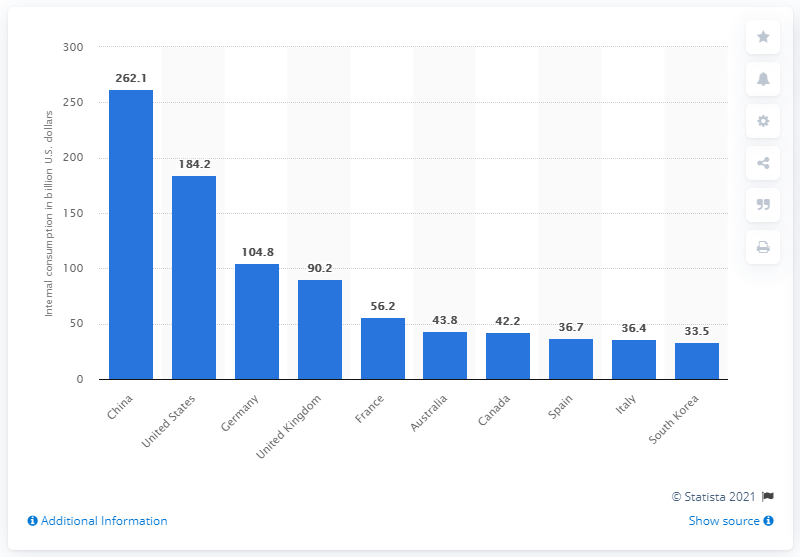 Internal consumption in billion U.S. dollars
300
250
200
150
100
50
0
262.1
184.2
104.8
90.2
56.2
43.8
42.2
36.7
36.4
33.5
China
United States
Germany
United Kingdom
France
Australia
Canada
Spain
Italy
South Korea
© Statista 2021
Additional Information
Show source